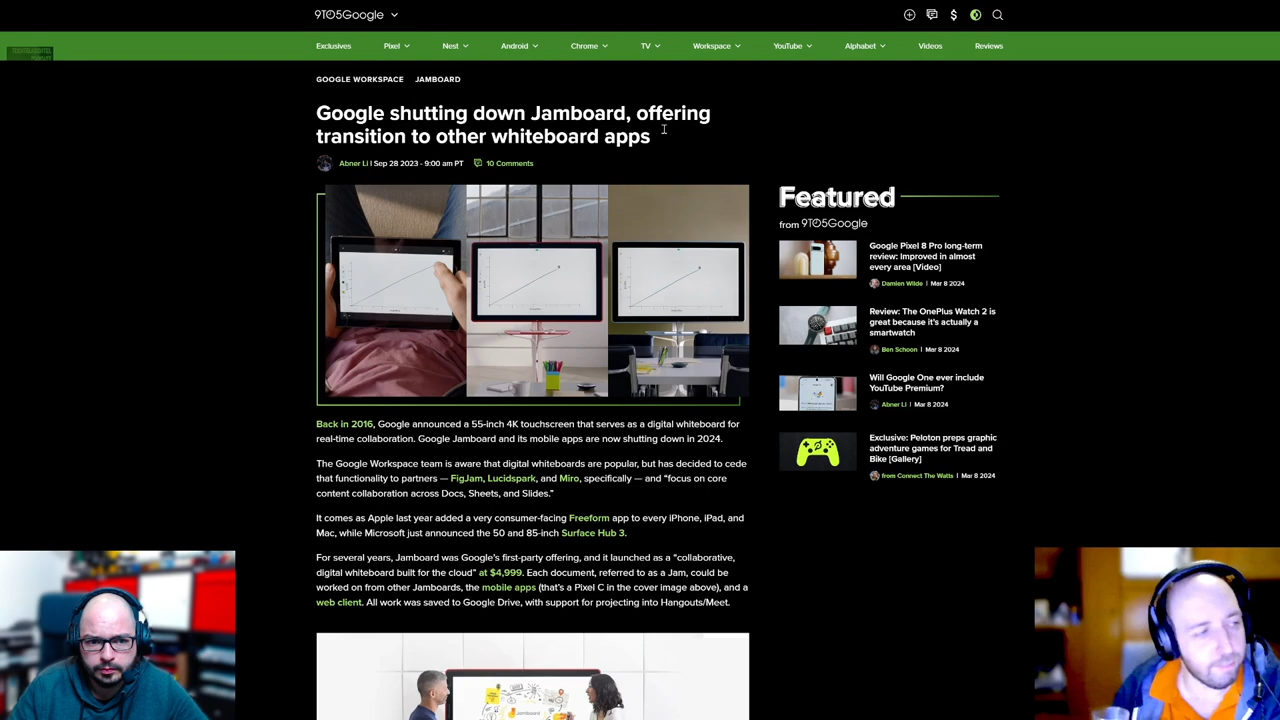 9TO5Google
Exclusives Pixel Nest Android Chrome TV Workspace YouTube Alphabet Videos Reviews
GOOGLE WORKSPACE JAMBOARD
Google shutting down Jamboard, offering
transition to other whiteboard apps
Abner Li | Sep 28 2023 - 9:00 am PT 10 Comments
Back in 2016, Google announced a 55-inch 4K touchscreen that serves as a digital whiteboard for
real-time collaboration. Google Jamboard and its mobile apps are now shutting down in 2024.
The Google Workspace team is aware that digital whiteboards are popular, but has decided to cede
that functionality to partners — FigJam, Lucidspark, and Miro, specifically — and “focus on core
content collaboration across Docs, Sheets, and Slides.”
It comes as Apple last year added a very consumer-facing Freeform app to every iPhone, iPad, and
Mac, while Microsoft just announced the 50 and 85-inch Surface Hub 3.
For several years, Jamboard was Google’s first-party offering, and it launched as a “collaborative,
digital whiteboard built for the cloud” at $4,999. Each document, referred to as a Jam, could be
worked on from other Jamboards, the mobile apps (that’s a Pixel C in the cover image above), and a
web client. All work was saved to Google Drive, with support for projecting into Hangouts/Meet.
Jamboard
Featured
from 9TO5Google
Google Pixel 8 Pro long-term
review: Improved in almost
every area [Video]
Damien Wilde | Mar 8 2024
Review: The OnePlus Watch 2 is
great because it’s actually a
smartwatch
Ben Schoon | Mar 8 2024
Will Google One ever include
YouTube Premium?
Abner Li | Mar 8 2024
Exclusive: Peloton preps graphic
adventure games for Tread and
Bike [Gallery]
from Connect The Watts | Mar 8 2024